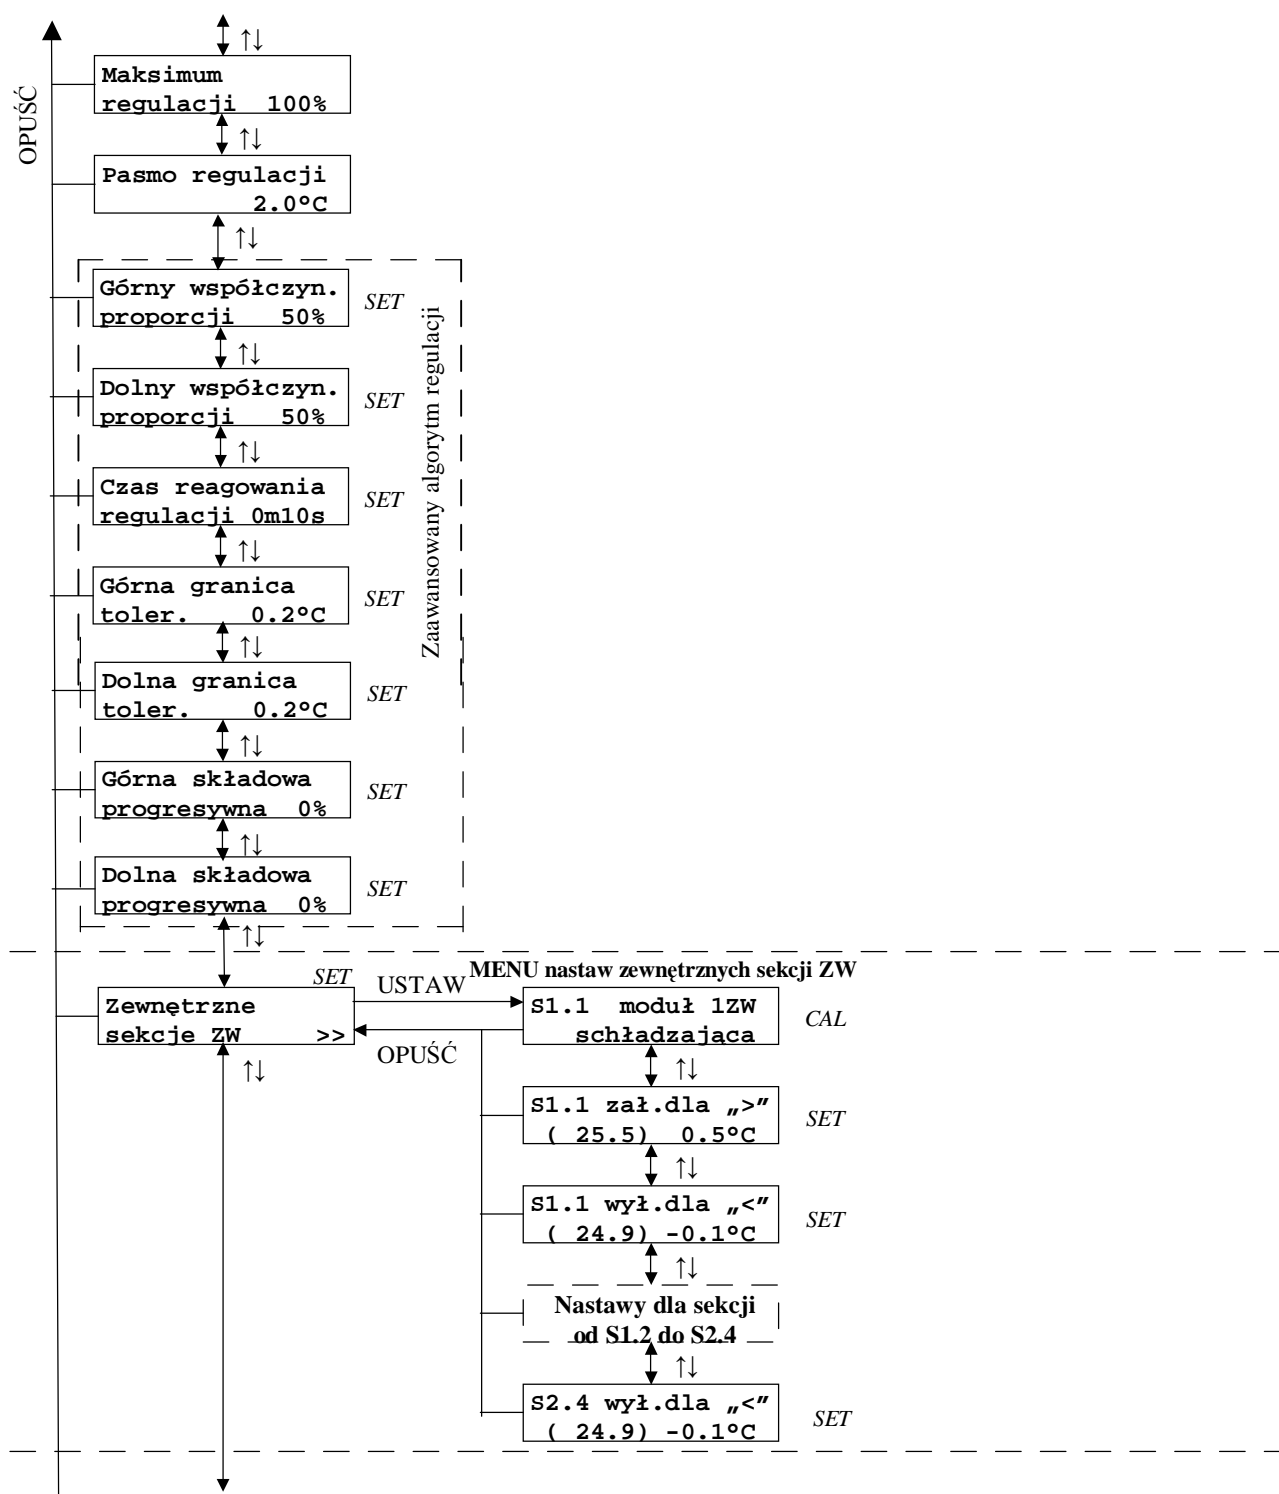 ↑↓
OPUŚĆ
Maksimum
regulacji 100%
↑↓
Pasmo regulacji
2.0°C
↑↓
Zaawansowany algorytm regulacji
Górny współczyn.
proporcji 50%
SET
↑↓
Dolny współczyn.
proporcji 50%
SET
↑↓
Czas reagowania
regulacji 0m10s
SET
↑↓
Górna granica
toler. 0.2°C
SET
↑↓
Dolna granica
toler. 0.2°C
SET
↑↓
Górna składowa
progresywna 0%
SET
↑↓
Dolna składowa
progresywna 0%
SET
↑↓
MENU nastaw zewnętrznych sekcji ZW
SET
USTAW
Zewnętrzne
sekcje ZW >>
OPUŚĆ
↑↓
S1.1 moduł 1ZW
schładzająca
CAL
↑↓
S1.1 zał.dla „>”
( 25.5) 0.5°C
SET
↑↓
S1.1 wył.dla „<”
( 24.9) -0.1°C
SET
↑↓
Nastawy dla sekcji
od S1.2 do S2.4
↑↓
S2.4 wył.dla „<”
( 24.9) -0.1°C
SET